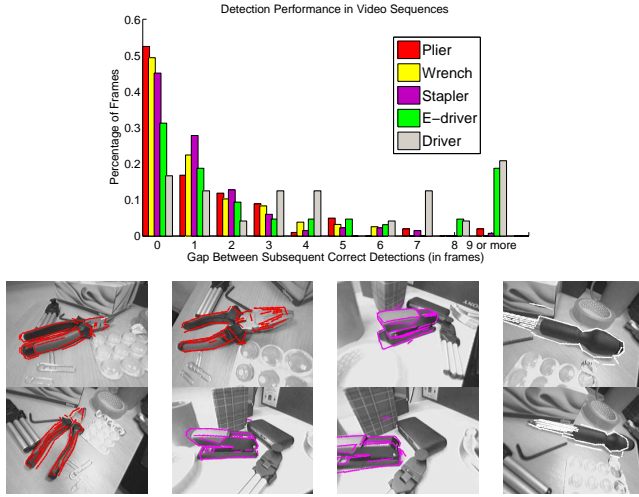 Detection Performance in Video Sequences
0.6
0.5
0.4
0.3
0.2
0.1
0
Percentage of Frames
Plier
Wrench
Stapler
E-driver
Driver
0 1 2 3 4 5 6 7 8 9 or more
Gap Between Subsequent Correct Detections (in frames)